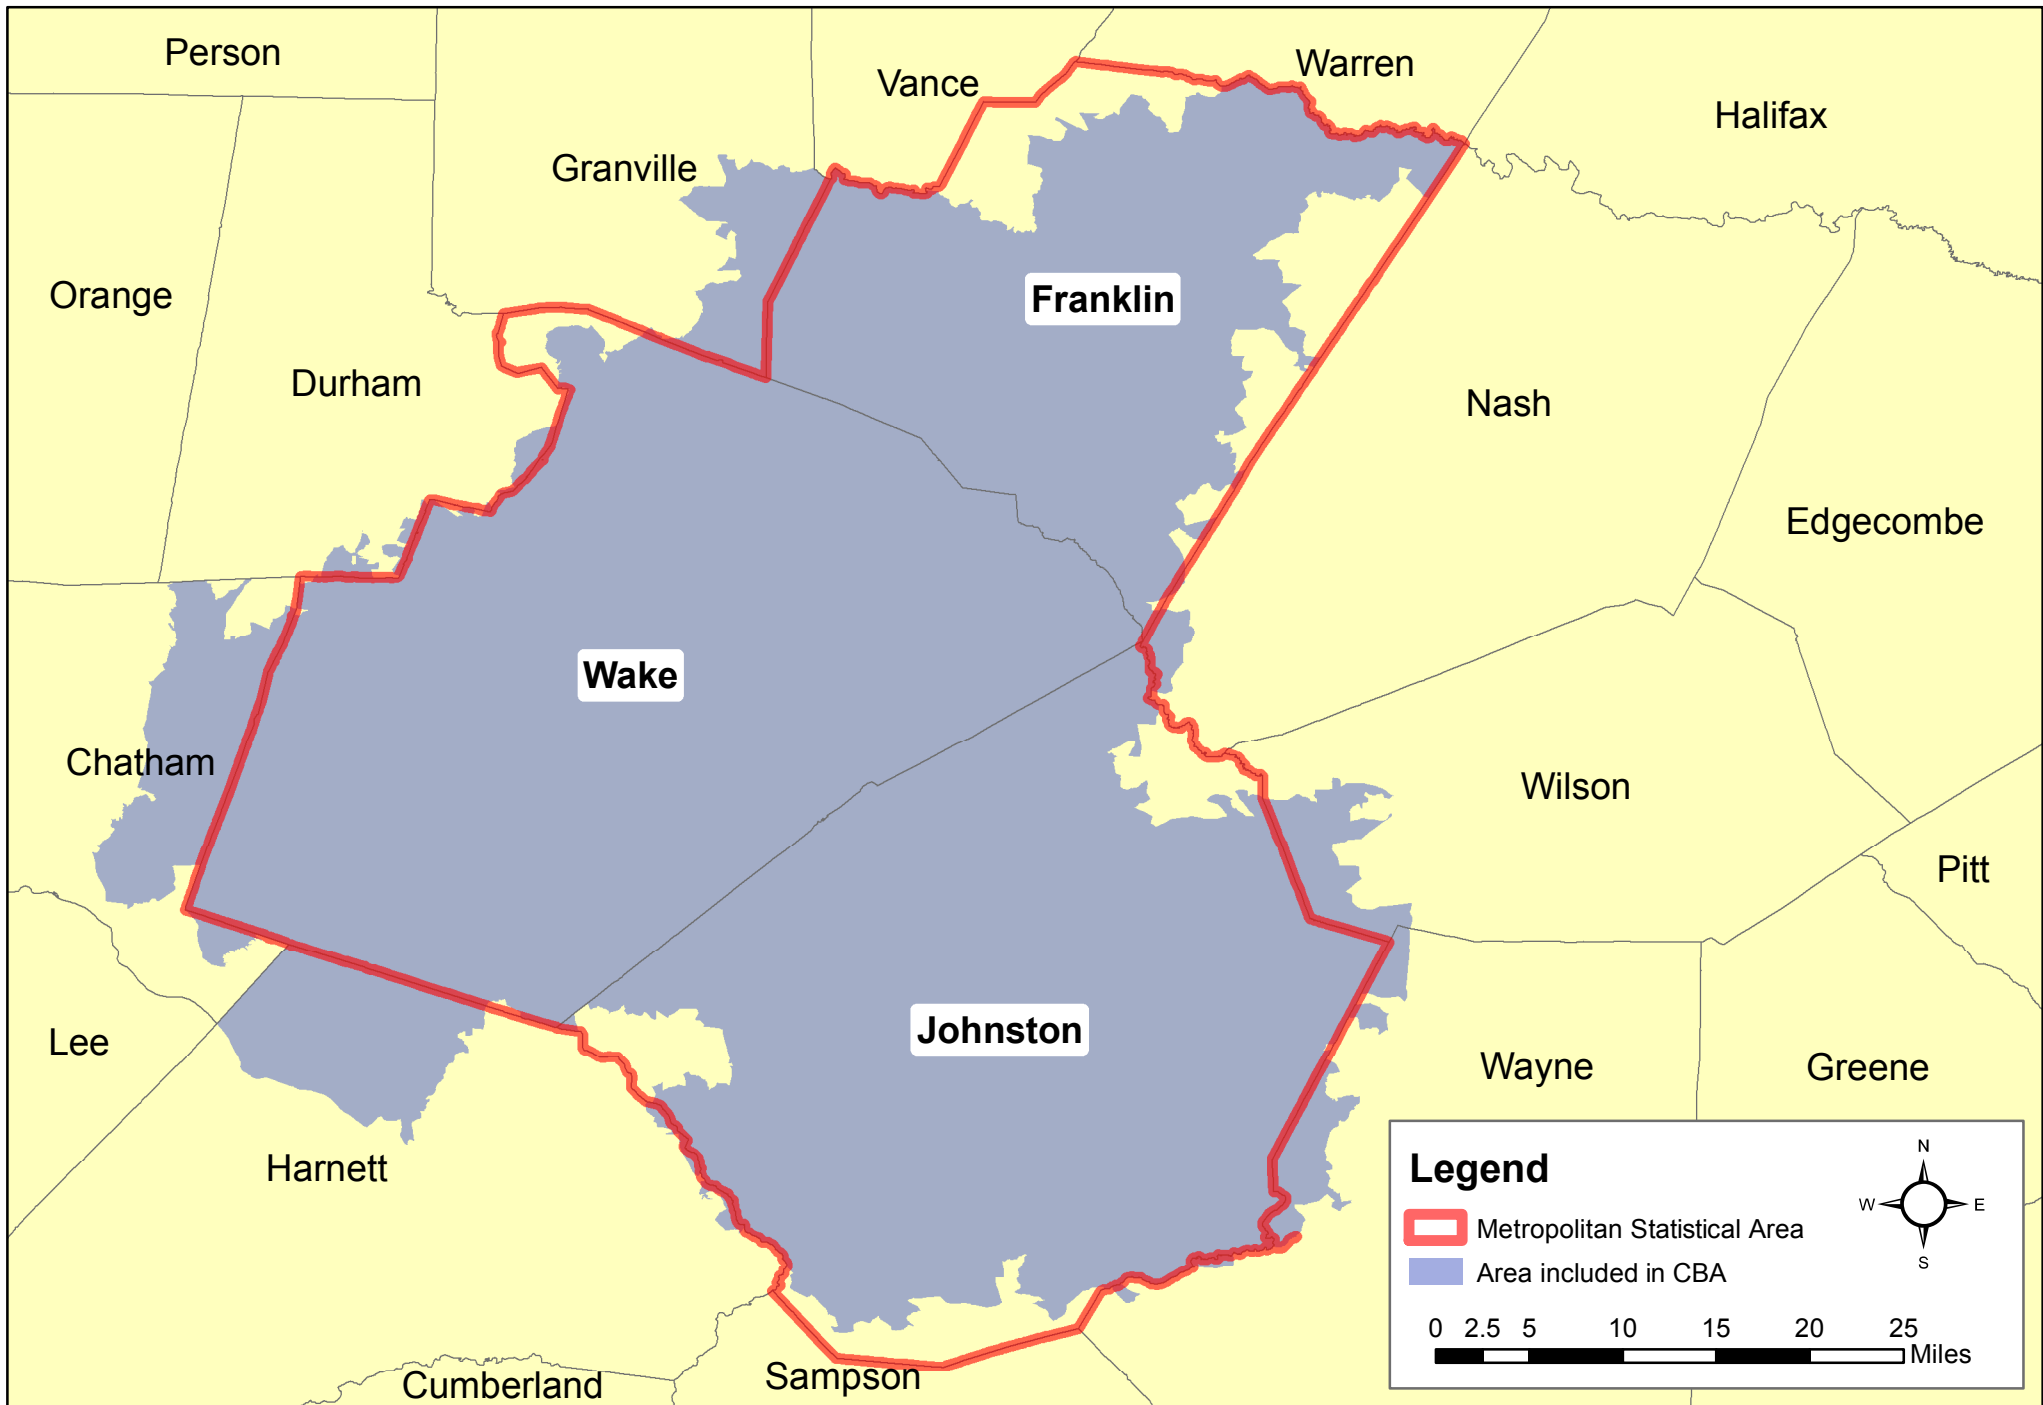 Person
Vance
Warren
Halifax
Granville
Orange
Franklin
Durham
Nash
Edgecombe
Wake
Chatham
Wilson
Pitt
Johnston
Lee
Wayne
Greene
Harnett
Sampson
Cumberland
Legend
N
W E
S
Metropolitan Statistical Area
Area included in CBA
0 2.5 5 10 15 20 25
Miles